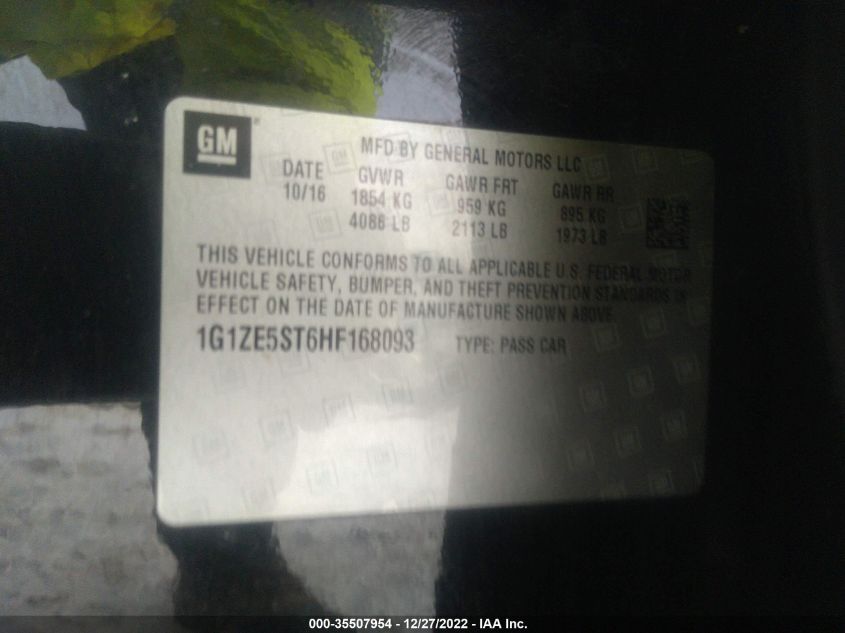 GM
MFD BY GENERAL MOTORS LLC
DATE GVWR GAWR FRT GAWR RR
10/16 1854 KG 959 KG 895 KG
4086 LB 2113 LB 1973 LB
THIS VEHICLE CONFORMS TO ALL APPLICABLE U.S. FEDERAL MOTOR
VEHICLE SAFETY, BUMPER, AND THEFT PREVENTION STANDARDS IN
EFFECT ON THE DATE OF MANUFACTURE SHOWN ABOVE.
1G1ZE5ST6HF168093 TYPE: PASS CAR
000-35507954 - 12/27/2022 - IAA Inc.